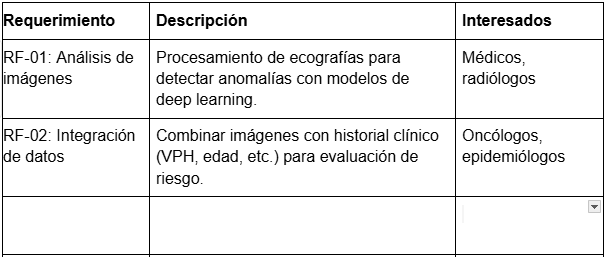 Requerimiento Descripción Interesados
RF-01: Análisis de Procesamiento de ecografías para Médicos,
imágenes detectar anomalías con modelos de radiólogos
deep learning.
RF-02: Integración Combinar imágenes con historial clínico Oncólogos,
de datos (VPH, edad, etc.) para evaluación de epidemiólogos
riesgo.